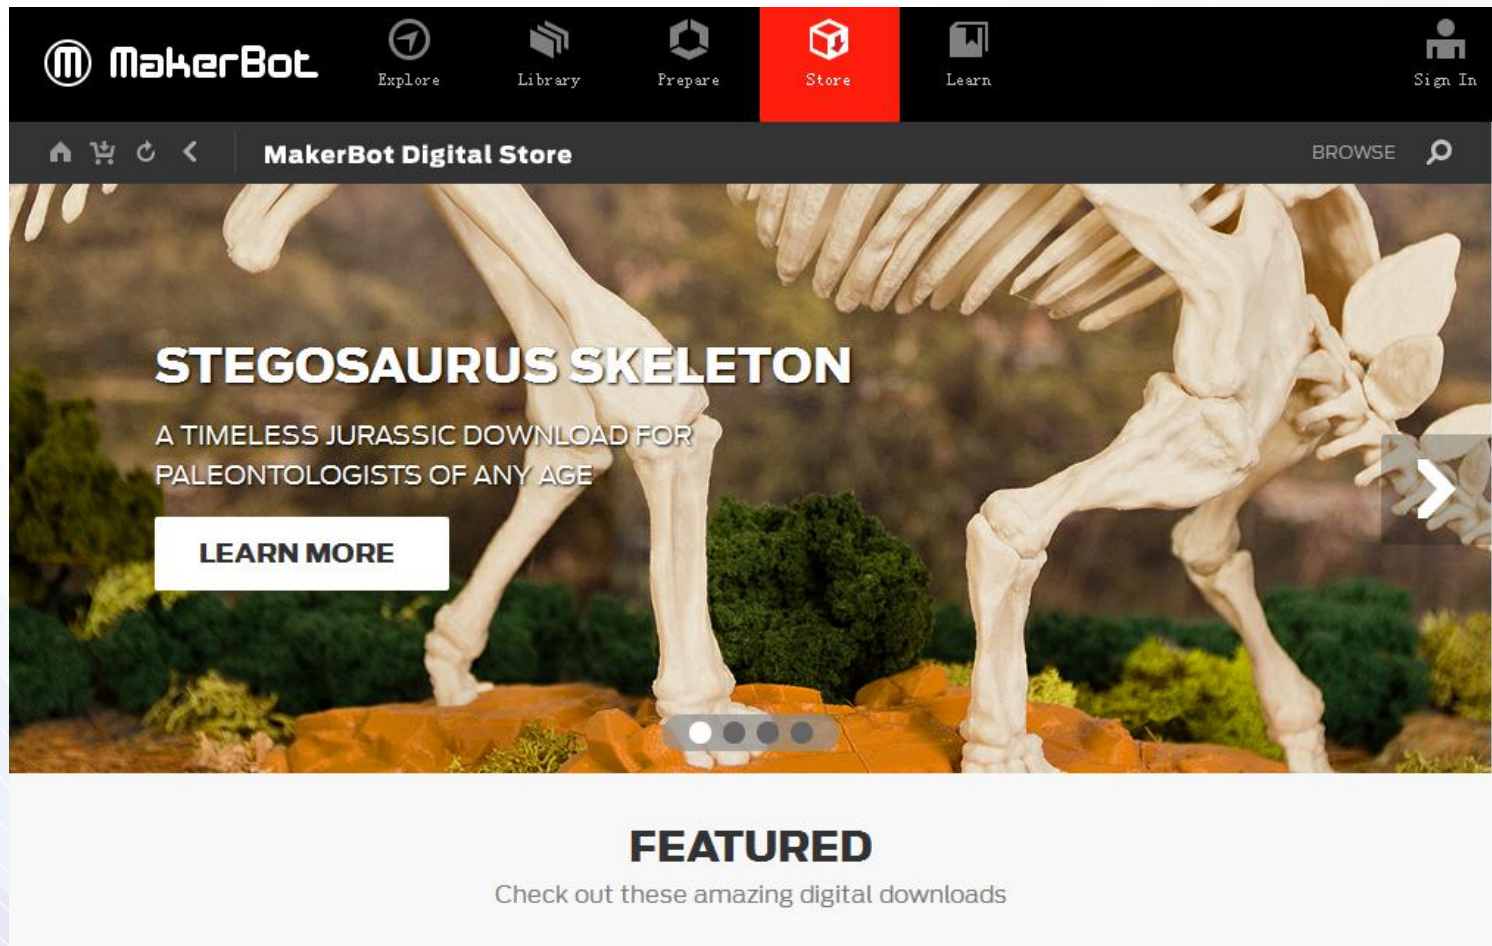 MakerBot
Explore
Library
Prepare
Store
Learn
Sign In
MakerBot Digital Store
BROWSE
STEGOSAURUS SKELETON
A TIMELESS JURASSIC DOWNLOAD FOR
PALEONTOLOGISTS OF ANY AGE
LEARN MORE
FEATURED
Check out these amazing digital downloads